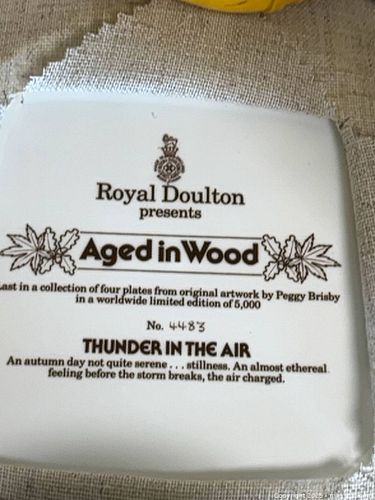 Royal Doulton
presents
Aged in Wood
ast in a collection of four plates from original artwork by Peggy Brisby
in a worldwide limited edition of 5,000
No. 4483
THUNDER IN THE AIR
An autumn day not quite serene . . . stillness. An almost ethereal
feeling before the storm breaks, the air charged.